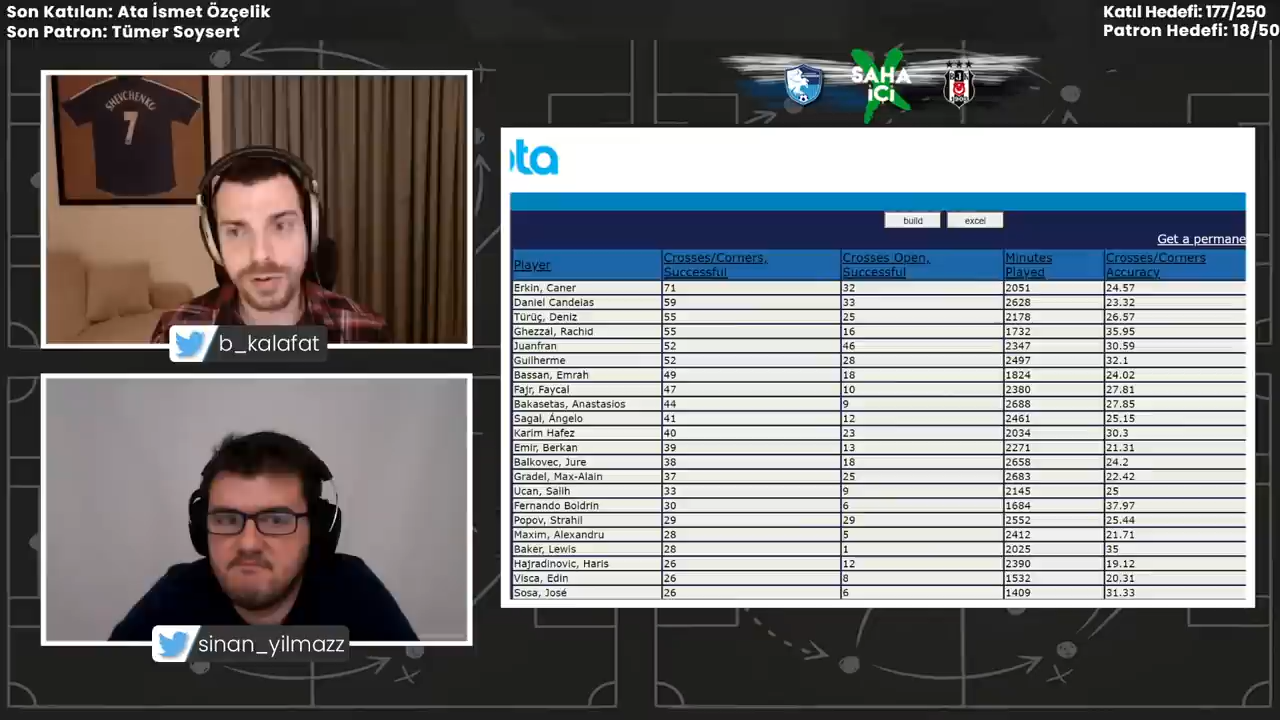 Son Katılan: Ata İsmet Özçelik
Son Patron: Tümer Soysert
Katıl Hedefi: 177/250
Patron Hedefi: 18/50
SHEVCHENKO
7
b_kalafat
sinan_yilmazz
SAHA
İÇİ
BJK
ta
build excel
Get a permane
Player Crosses/Corners, Successful Crosses Open, Successful Minutes Played Crosses/Corners Accuracy
Erkin, Caner 71 32 2051 24.57
Daniel Candeias 59 33 2628 23.32
Türüç, Deniz 55 25 2178 26.57
Ghezzal, Rachid 55 16 1732 35.95
Juanfran 52 46 2347 30.59
Guilherme 52 28 2497 32.1
Bassan, Emrah 49 18 1824 24.02
Fajr, Faycal 47 10 2380 27.81
Bakasetas, Anastasios 44 9 2688 27.85
Sagal, Ángelo 41 12 2461 25.15
Karim Hafez 40 23 2034 30.3
Emir, Berkan 39 13 2271 21.31
Balkovec, Jure 38 18 2658 24.2
Gradel, Max-Alain 37 25 2683 22.42
Ucan, Salih 33 9 2145 25
Fernando Boldrin 30 6 1684 37.97
Popov, Strahil 29 29 2552 25.44
Maxim, Alexandru 28 5 2412 21.71
Baker, Lewis 28 1 2025 35
Hajradinovic, Haris 26 12 2390 19.12
Visca, Edin 26 8 1532 20.31
Sosa, José 26 6 1409 31.33